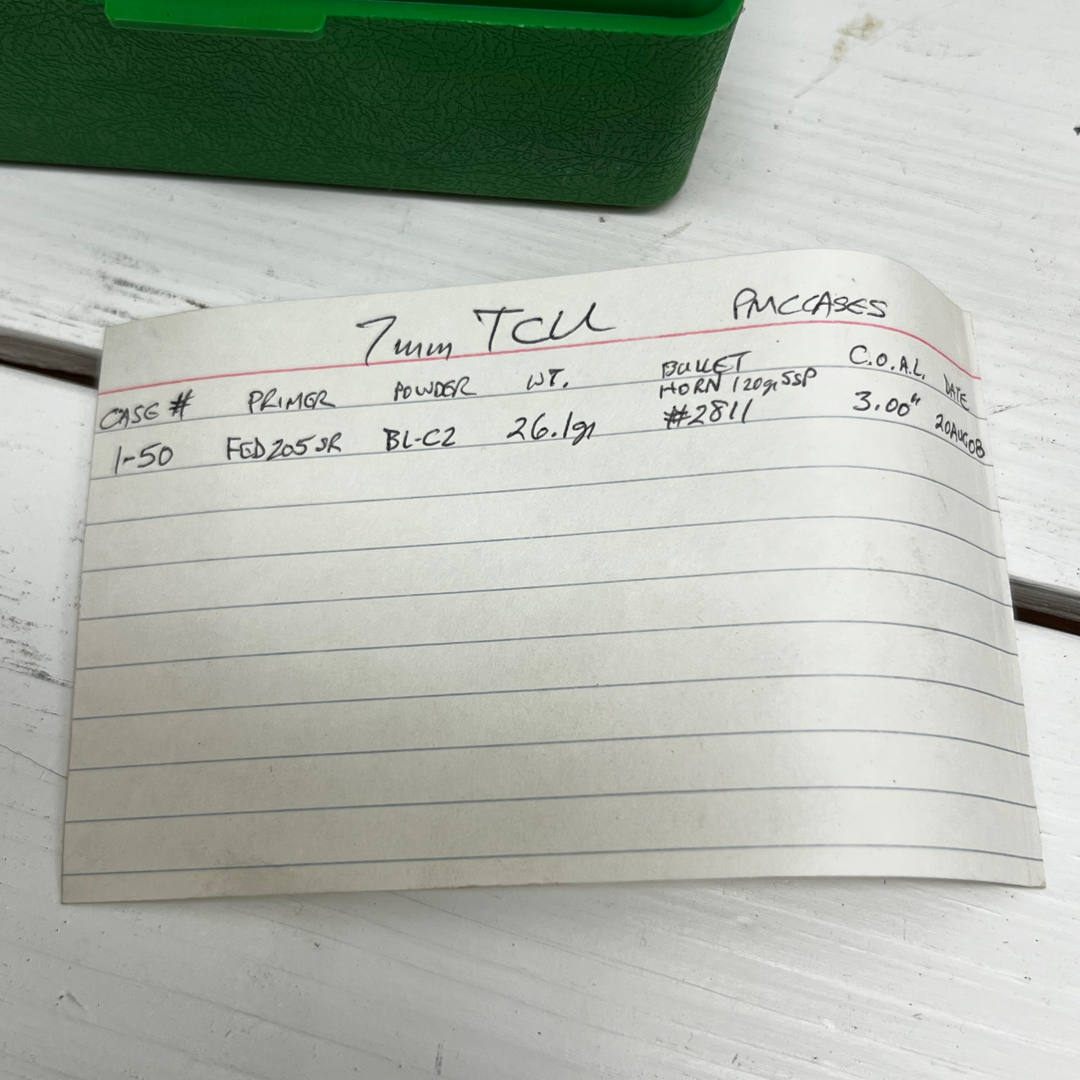 7mm TCU PMC CASES
CASE # PRIMER POWDER WT. BULLET C.O.A.L. DATE
HORN 120gr SSP
1-50 FED 205 SR BL-C2 26.1gr #2811 3.00" 20AUG08